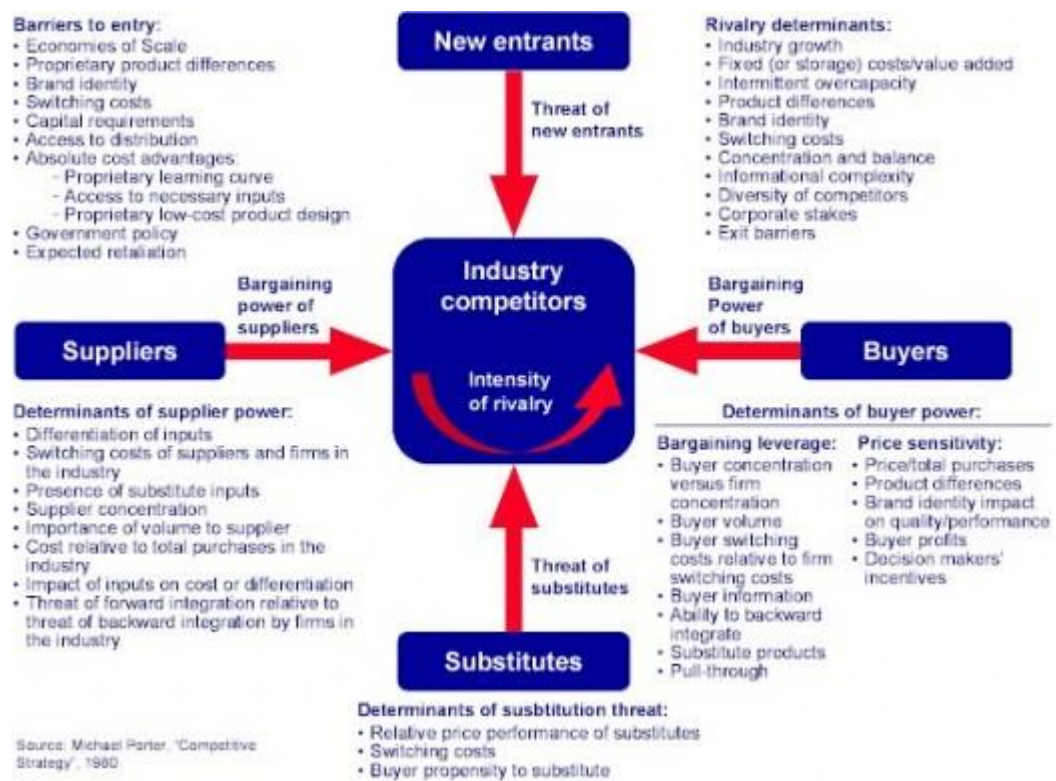 Barriers to entry:
• Economies of Scale
• Proprietary product differences
• Brand identity
• Switching costs
• Capital requirements
• Access to distribution
• Absolute cost advantages:
- Proprietary learning curve
- Access to necessary inputs
- Proprietary low-cost product design
• Government policy
• Expected retaliation
New entrants
Threat of
new entrants
Rivalry determinants:
• Industry growth
• Fixed (or storage) costs/value added
• Intermittent overcapacity
• Product differences
• Brand identity
• Switching costs
• Concentration and balance
• Informational complexity
• Diversity of competitors
• Corporate stakes
• Exit barriers
Bargaining
power of
suppliers
Suppliers
Industry
competitors
Intensity
of rivalry
Bargaining
Power
of buyers
Buyers
Determinants of supplier power:
• Differentiation of inputs
• Switching costs of suppliers and firms in
the industry
• Presence of substitute inputs
• Supplier concentration
• Importance of volume to supplier
• Cost relative to total purchases in the
industry
• Impact of inputs on cost or differentiation
• Threat of forward integration relative to
threat of backward integration by firms in
the industry
Threat of
substitutes
Substitutes
Determinants of buyer power:
Bargaining leverage:
• Buyer concentration
versus firm
concentration
• Buyer volume
• Buyer switching
costs relative to firm
switching costs
• Buyer information
• Ability to backward
integrate
• Substitute products
• Pull-through
Price sensitivity:
• Price/total purchases
• Product differences
• Brand identity impact
on quality/performance
• Buyer profits
• Decision makers'
incentives
Determinants of susbtitution threat:
• Relative price performance of substitutes
• Switching costs
• Buyer propensity to substitute
Source: Michael Porter, "Competitive
Strategy", 1980